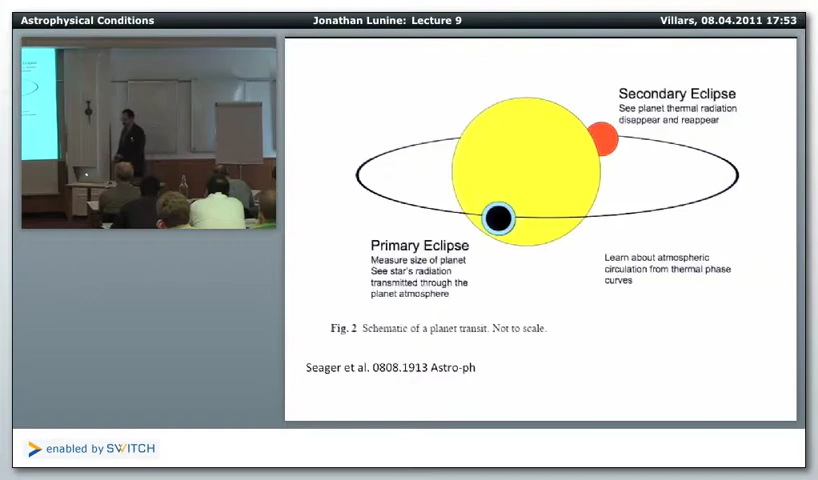 Astrophysical Conditions
Jonathan Lunine: Lecture 9
Villars, 08.04.2011 17:53
Secondary Eclipse
See planet thermal radiation
disappear and reappear
Primary Eclipse
Measure size of planet
See star's radiation
transmitted through the
planet atmosphere
Learn about atmospheric
circulation from thermal phase
curves
Fig. 2 Schematic of a planet transit. Not to scale.
Seager et al. 0808.1913 Astro-ph
enabled by SWITCH